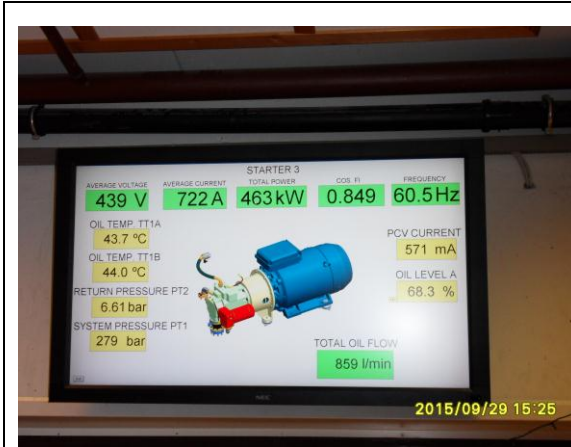 STARTER 3
AVERAGE VOLTAGE AVERAGE CURRENT TOTAL POWER COS. FI FREQUENCY
439 V 722 A 463 kW 0.849 60.5 Hz
OIL TEMP. TT1A
43.7 ºC
OIL TEMP. TT1B
44.0 ºC
RETURN PRESSURE PT2
6.61 bar
SYSTEM PRESSURE PT1
279 bar
PCV CURRENT
571 mA
OIL LEVEL A
68.3 %
TOTAL OIL FLOW
859 l/min
NEC
2015/09/29 15:25